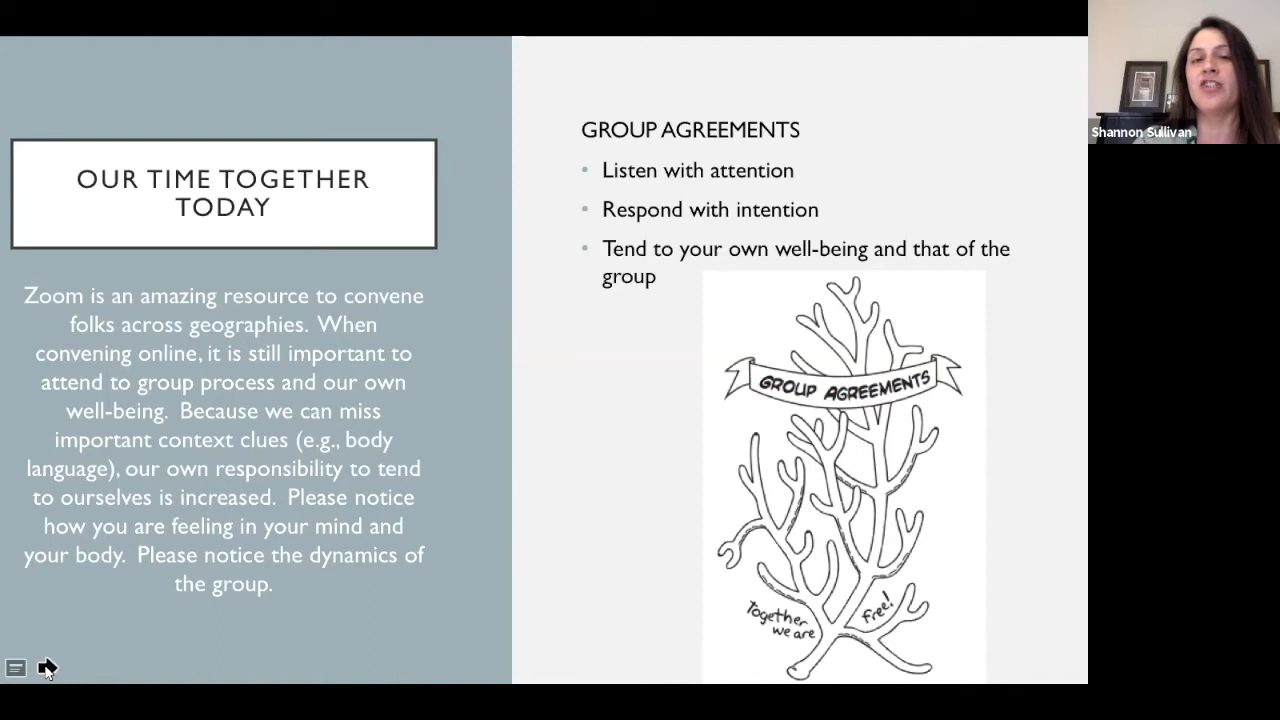 OUR TIME TOGETHER
TODAY
Zoom is an amazing resource to convene
folks across geographies. When
convening online, it is still important to
attend to group process and our own
well-being. Because we can miss
important context clues (e.g., body
language), our own responsibility to tend
to ourselves is increased. Please notice
how you are feeling in your mind and
your body. Please notice the dynamics of
the group.
GROUP AGREEMENTS
• Listen with attention
• Respond with intention
• Tend to your own well-being and that of the
group
GROUP AGREEMENTS
Together
we are
free!
Shannon Sullivan